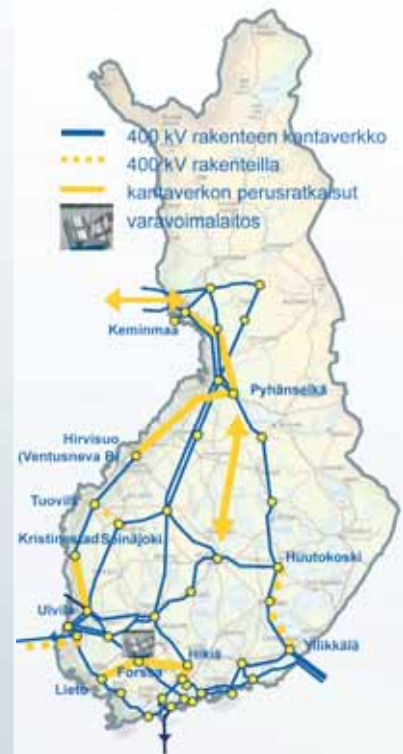 400 kV rakenteen kantaverkko
400 kV rakenteilla
kantaverkon perusratkaisut
varavoimalaitos
Keminmaa
Pyhänselkä
Hirvisuo
(Ventusneva B)
Tuovila
Kristinestad Seinäjoki
Huutokoski
Ulvila
Yllikkälä
Forssa
Hikiä
Lieto